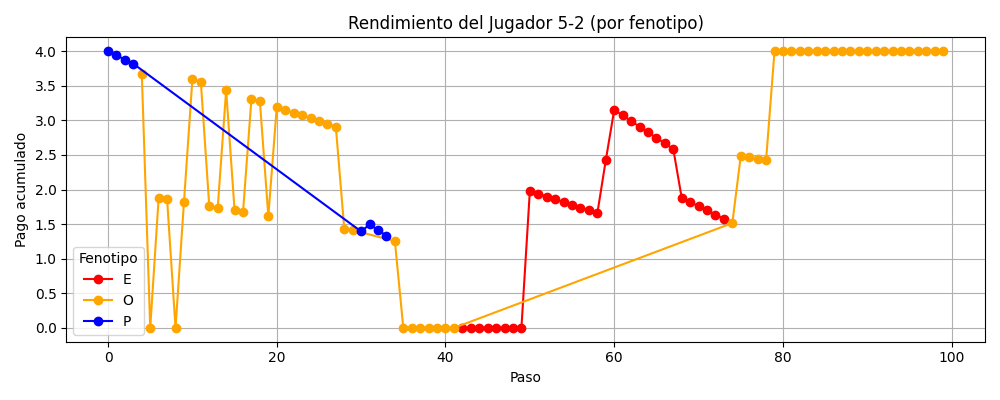 Rendimiento del Jugador 5-2 (por fenotipo)
Pago acumulado
4.0
3.5
3.0
2.5
2.0
1.5
1.0
0.5
0.0
Fenotipo
E
O
P
0 20 40 60 80 100
Paso